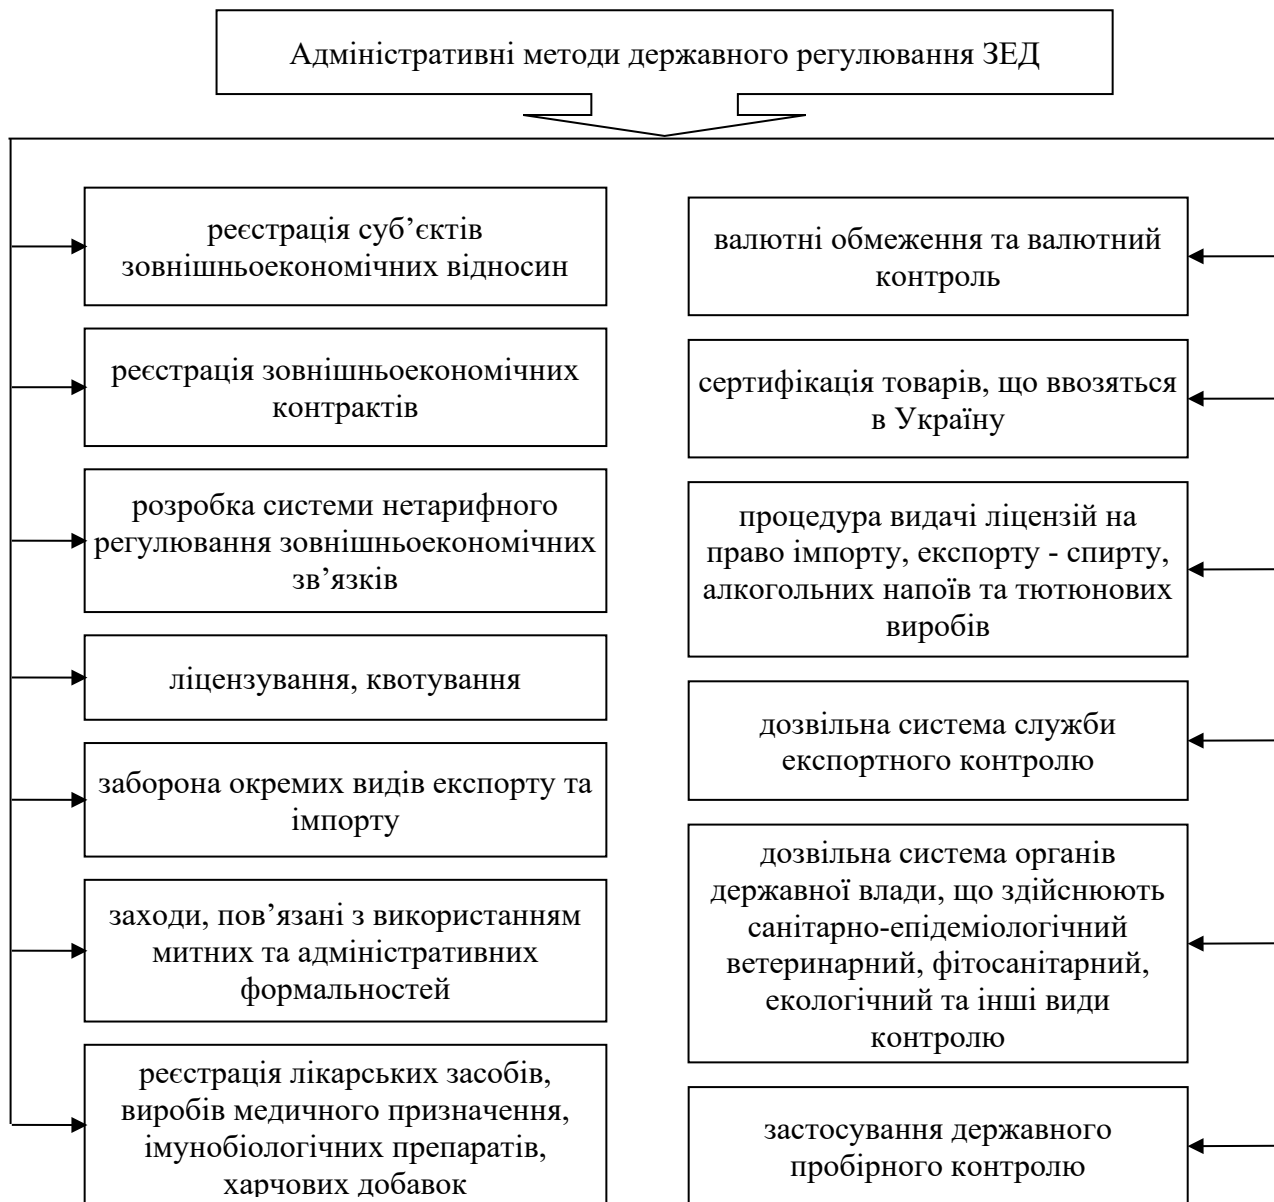 Адміністративні методи державного регулювання ЗЕД
реєстрація суб’єктів
зовнішньоекономічних відносин
реєстрація зовнішньоекономічних
контрактів
розробка системи нетарифного
регулювання зовнішньоекономічних
зв’язків
ліцензування, квотування
заборона окремих видів експорту та
імпорту
заходи, пов’язані з використанням
митних та адміністративних
формальностей
реєстрація лікарських засобів,
виробів медичного призначення,
імунобіологічних препаратів,
харчових добавок
валютні обмеження та валютний
контроль
сертифікація товарів, що ввозяться
в Україну
процедура видачі ліцензій на
право імпорту, експорту - спирту,
алкогольних напоїв та тютюнових
виробів
дозвільна система служби
експортного контролю
дозвільна система органів
державної влади, що здійснюють
санітарно-епідеміологічний
ветеринарний, фітосанітарний,
екологічний та інші види
контролю
застосування державного
пробірного контролю